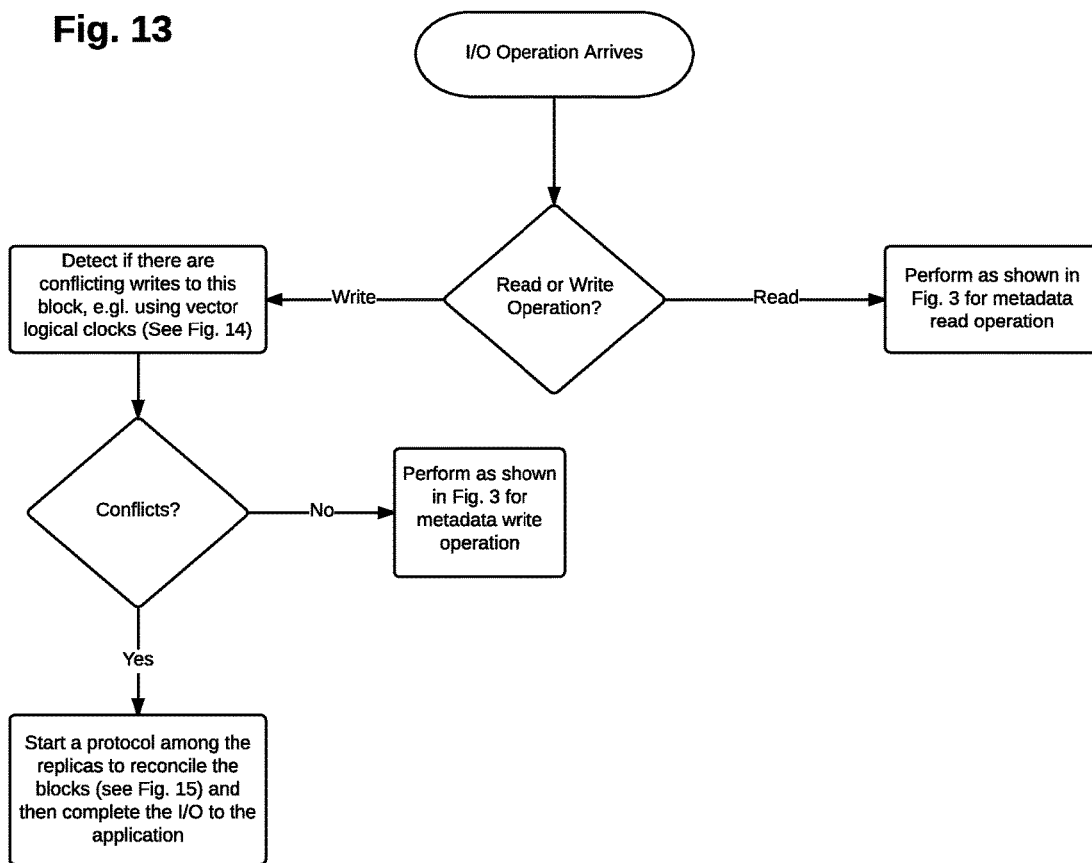 Fig. 13
I/O Operation Arrives
Read or Write
Operation?
Write
Read
Detect if there are
conflicting writes to this
block, e.gl. using vector
logical clocks (See Fig. 14)
Perform as shown in
Fig. 3 for metadata
read operation
Conflicts?
No
Perform as shown
in Fig. 3 for
metadata write
operation
Yes
Start a protocol among the
replicas to reconcile the
blocks (see Fig. 15) and
then complete the I/O to the
application